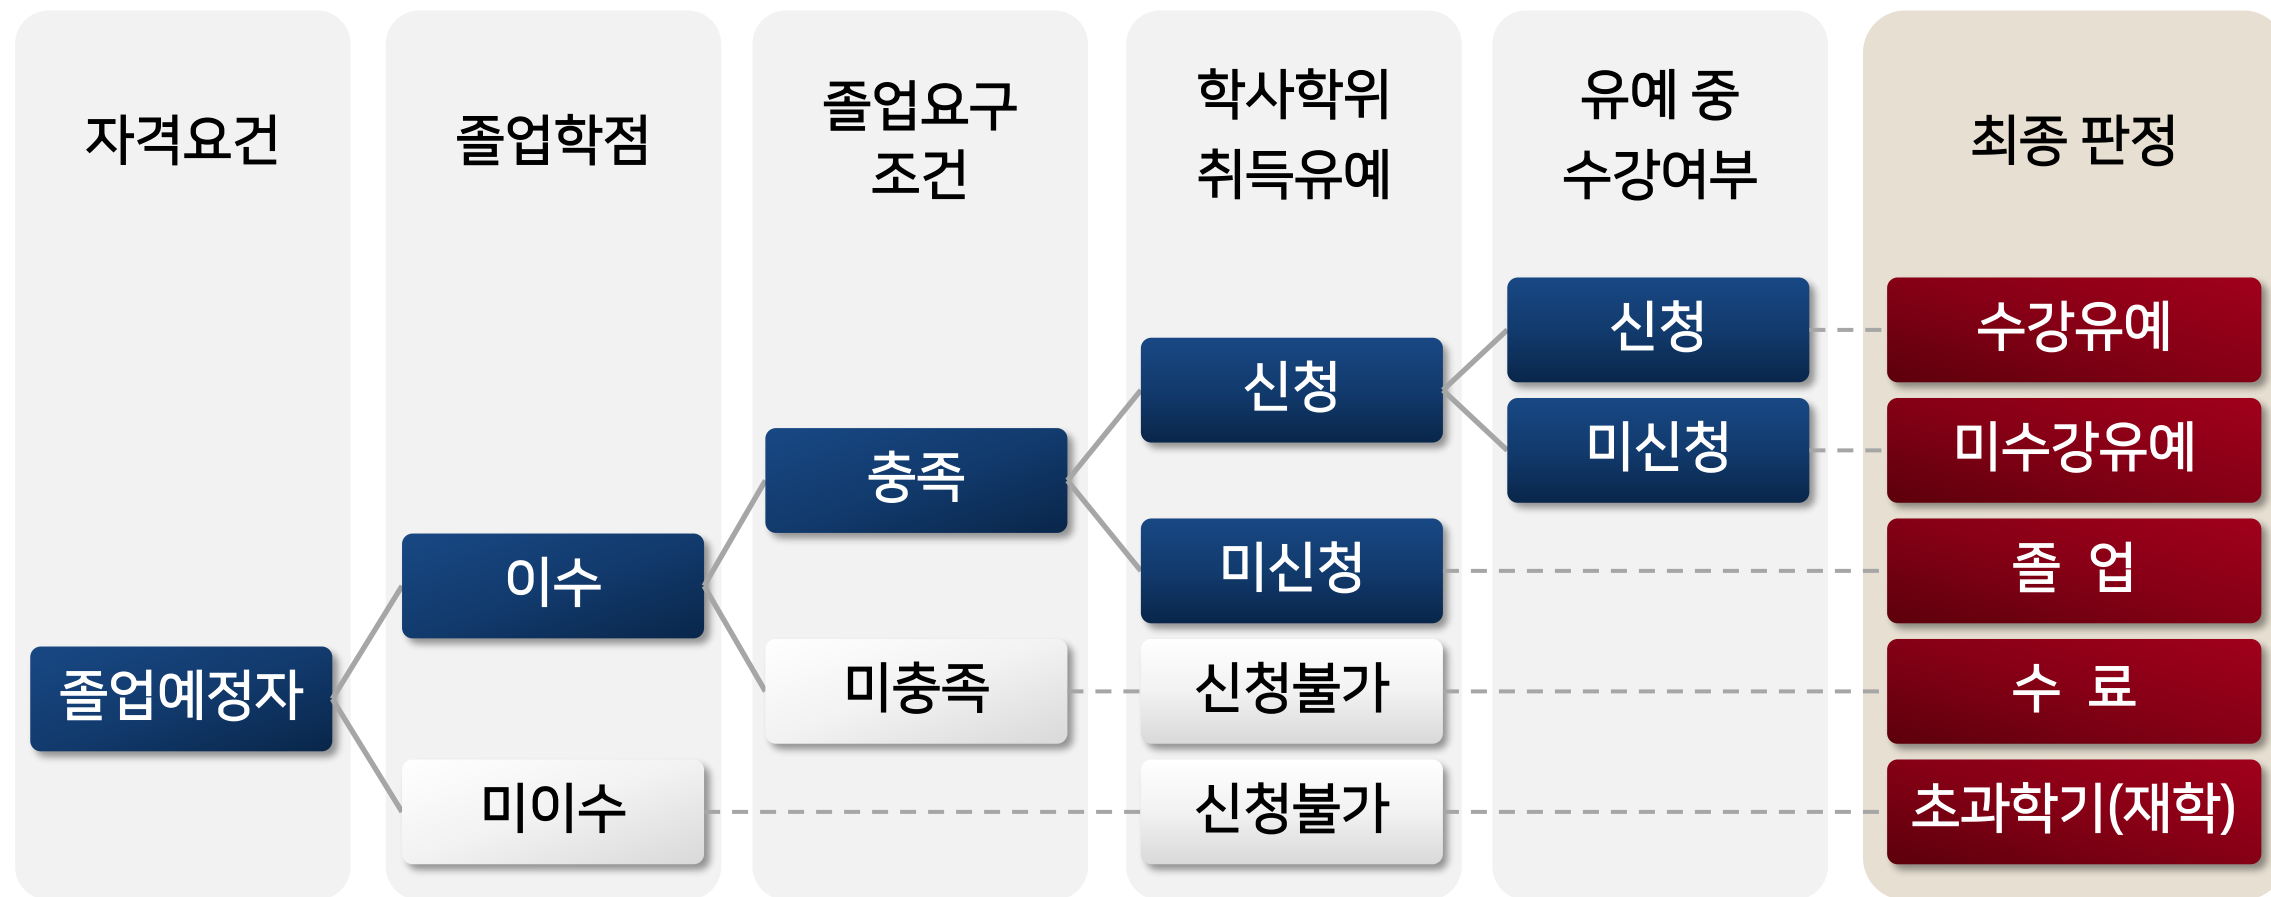 자격요건
졸업학점
졸업요구
조건
학사학위
취득유예
유예 중
수강여부
최종 판정
신청
수강유예
신청
미신청
미수강유예
충족
미신청
졸 업
이수
미충족
신청불가
수 료
졸업예정자
미이수
신청불가
초과학기(재학)